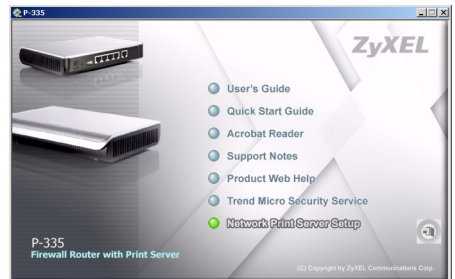 P-335
ZyXEL
User's Guide
Quick Start Guide
Acrobat Reader
Support Notes
Product Web Help
Trend Micro Security Service
Network Print Server Setup
P-335
Firewall Router with Print Server
(C) Copyright by ZyXEL Communications Corp.